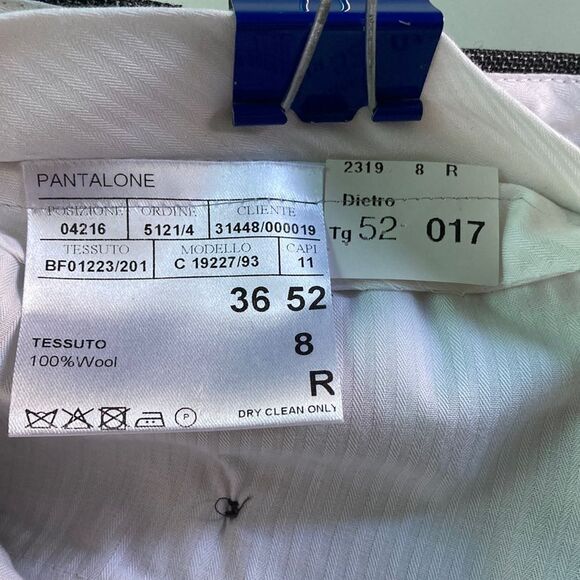 PANTALONE
POSIZIONE ORDINE CLIENTE
04216 5121/4 31448/000019
TESSUTO MODELLO CAPI
BF01223/201 C 19227/93 11
36 52
TESSUTO 8
100%Wool
R
P
DRY CLEAN ONLY
2319 8 R
Dietro
Tg 52 017